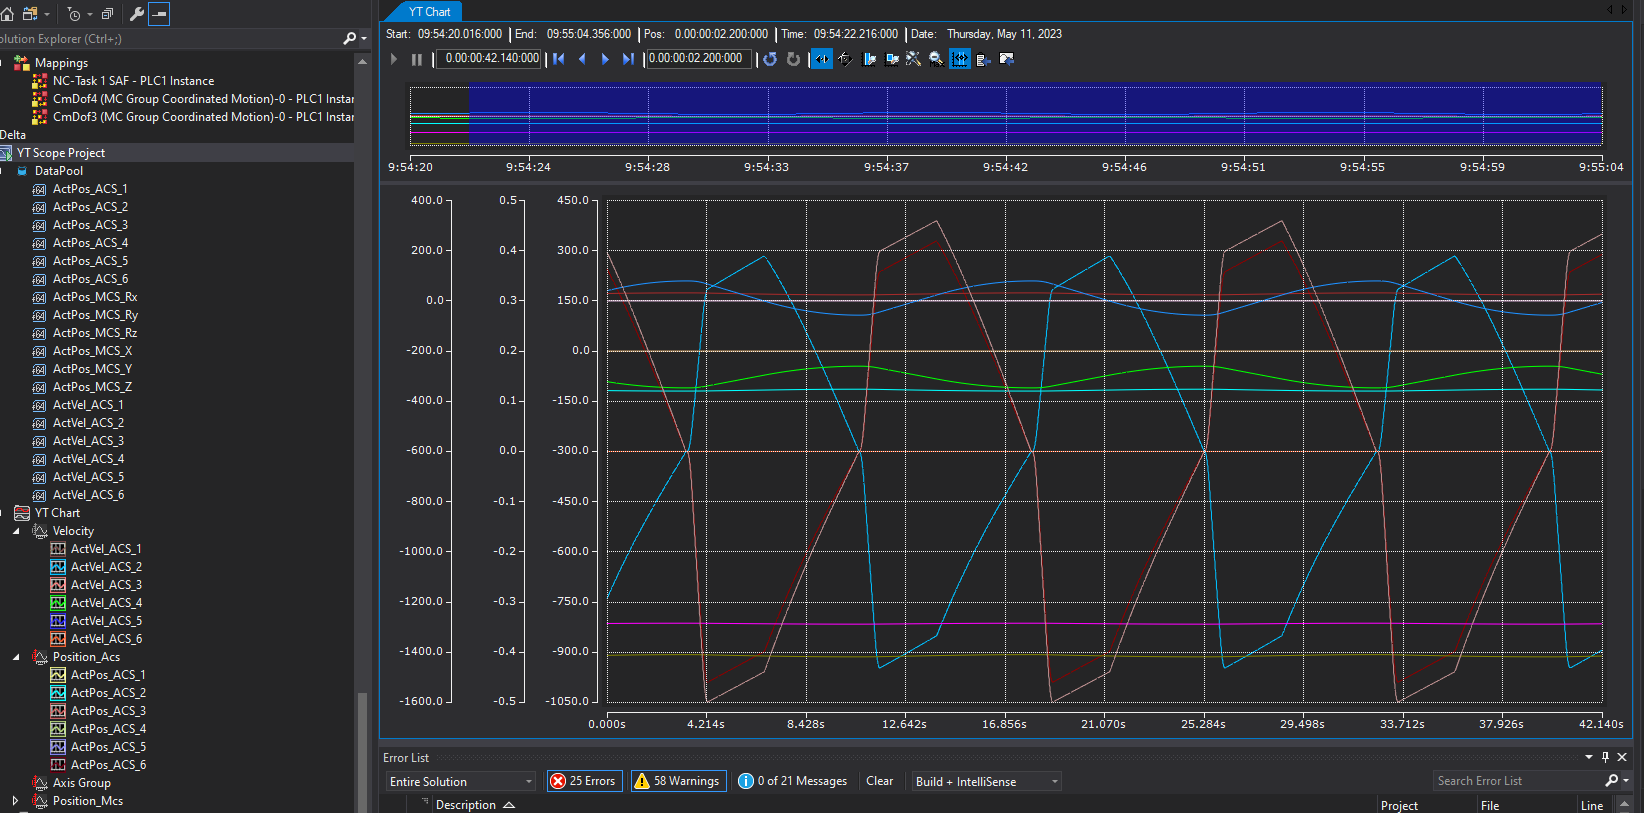 olution Explorer (Ctrl+;)
Mappings
NC-Task 1 SAF - PLC1 Instance
CmDof4 (MC Group Coordinated Motion)-0 - PLC1 Instar
CmDof3 (MC Group Coordinated Motion)-0 - PLC1 Instar
Delta
YT Scope Project
DataPool
ActPos_ACS_1
ActPos_ACS_2
ActPos_ACS_3
ActPos_ACS_4
ActPos_ACS_5
ActPos_ACS_6
ActPos_MCS_Rx
ActPos_MCS_Ry
ActPos_MCS_Rz
ActPos_MCS_X
ActPos_MCS_Y
ActPos_MCS_Z
ActVel_ACS_1
ActVel_ACS_2
ActVel_ACS_3
ActVel_ACS_4
ActVel_ACS_5
ActVel_ACS_6
YT Chart
Velocity
ActVel_ACS_1
ActVel_ACS_2
ActVel_ACS_3
ActVel_ACS_4
ActVel_ACS_5
ActVel_ACS_6
Position_Acs
ActPos_ACS_1
ActPos_ACS_2
ActPos_ACS_3
ActPos_ACS_4
ActPos_ACS_5
ActPos_ACS_6
Axis Group
Position_Mcs
YT Chart
Start: 09:54:20.016:000 End: 09:55:04.356:000 Pos: 0.00:00:02.200:000 Time: 09:54:22.216:000 Date: Thursday, May 11, 2023
0.00:00:42.140:000 0.00:00:02.200:000
9:54:20 9:54:24 9:54:28 9:54:33 9:54:37 9:54:42 9:54:46 9:54:51 9:54:55 9:54:59 9:55:04
400.0 0.5 450.0
200.0 0.4 300.0
0.0 0.3 150.0
-200.0 0.2 0.0
-400.0 0.1 -150.0
-600.0 0.0 -300.0
-800.0 -0.1 -450.0
-1000.0 -0.2 -600.0
-1200.0 -0.3 -750.0
-1400.0 -0.4 -900.0
-1600.0 -0.5 -1050.0
0.000s 4.214s 8.428s 12.642s 16.856s 21.070s 25.284s 29.498s 33.712s 37.926s 42.140s
Error List
Entire Solution 25 Errors 58 Warnings 0 of 21 Messages Clear Build + IntelliSense Search Error List
Description Project File Line